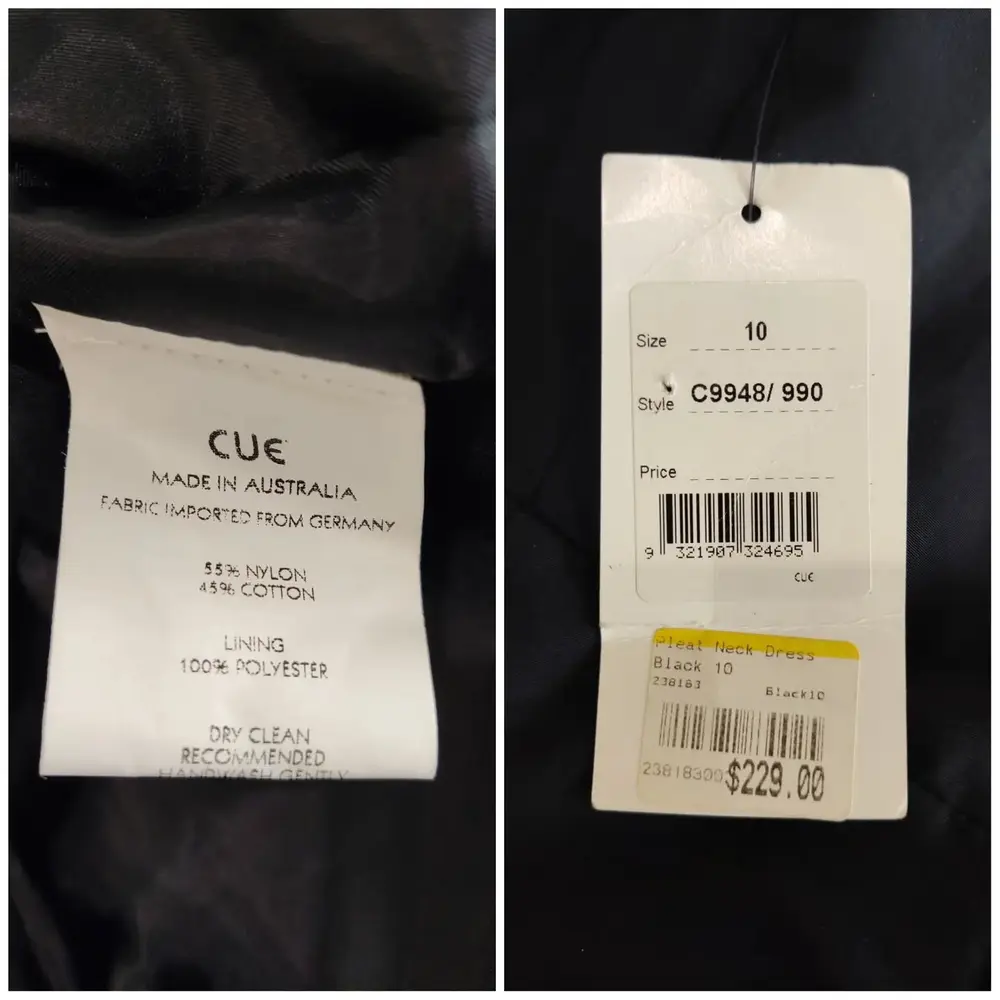 CUE
MADE IN AUSTRALIA
FABRIC IMPORTED FROM GERMANY
55% NYLON
45% COTTON
LINING
100% POLYESTER
DRY CLEAN
RECOMMENDED
HANDWASH GENTLY
Size 10
Style C9948/ 990
Price
9 321907 324695
CUE
Pleat Neck Dress
Black 10
238183 Black10
23818300 $229.00